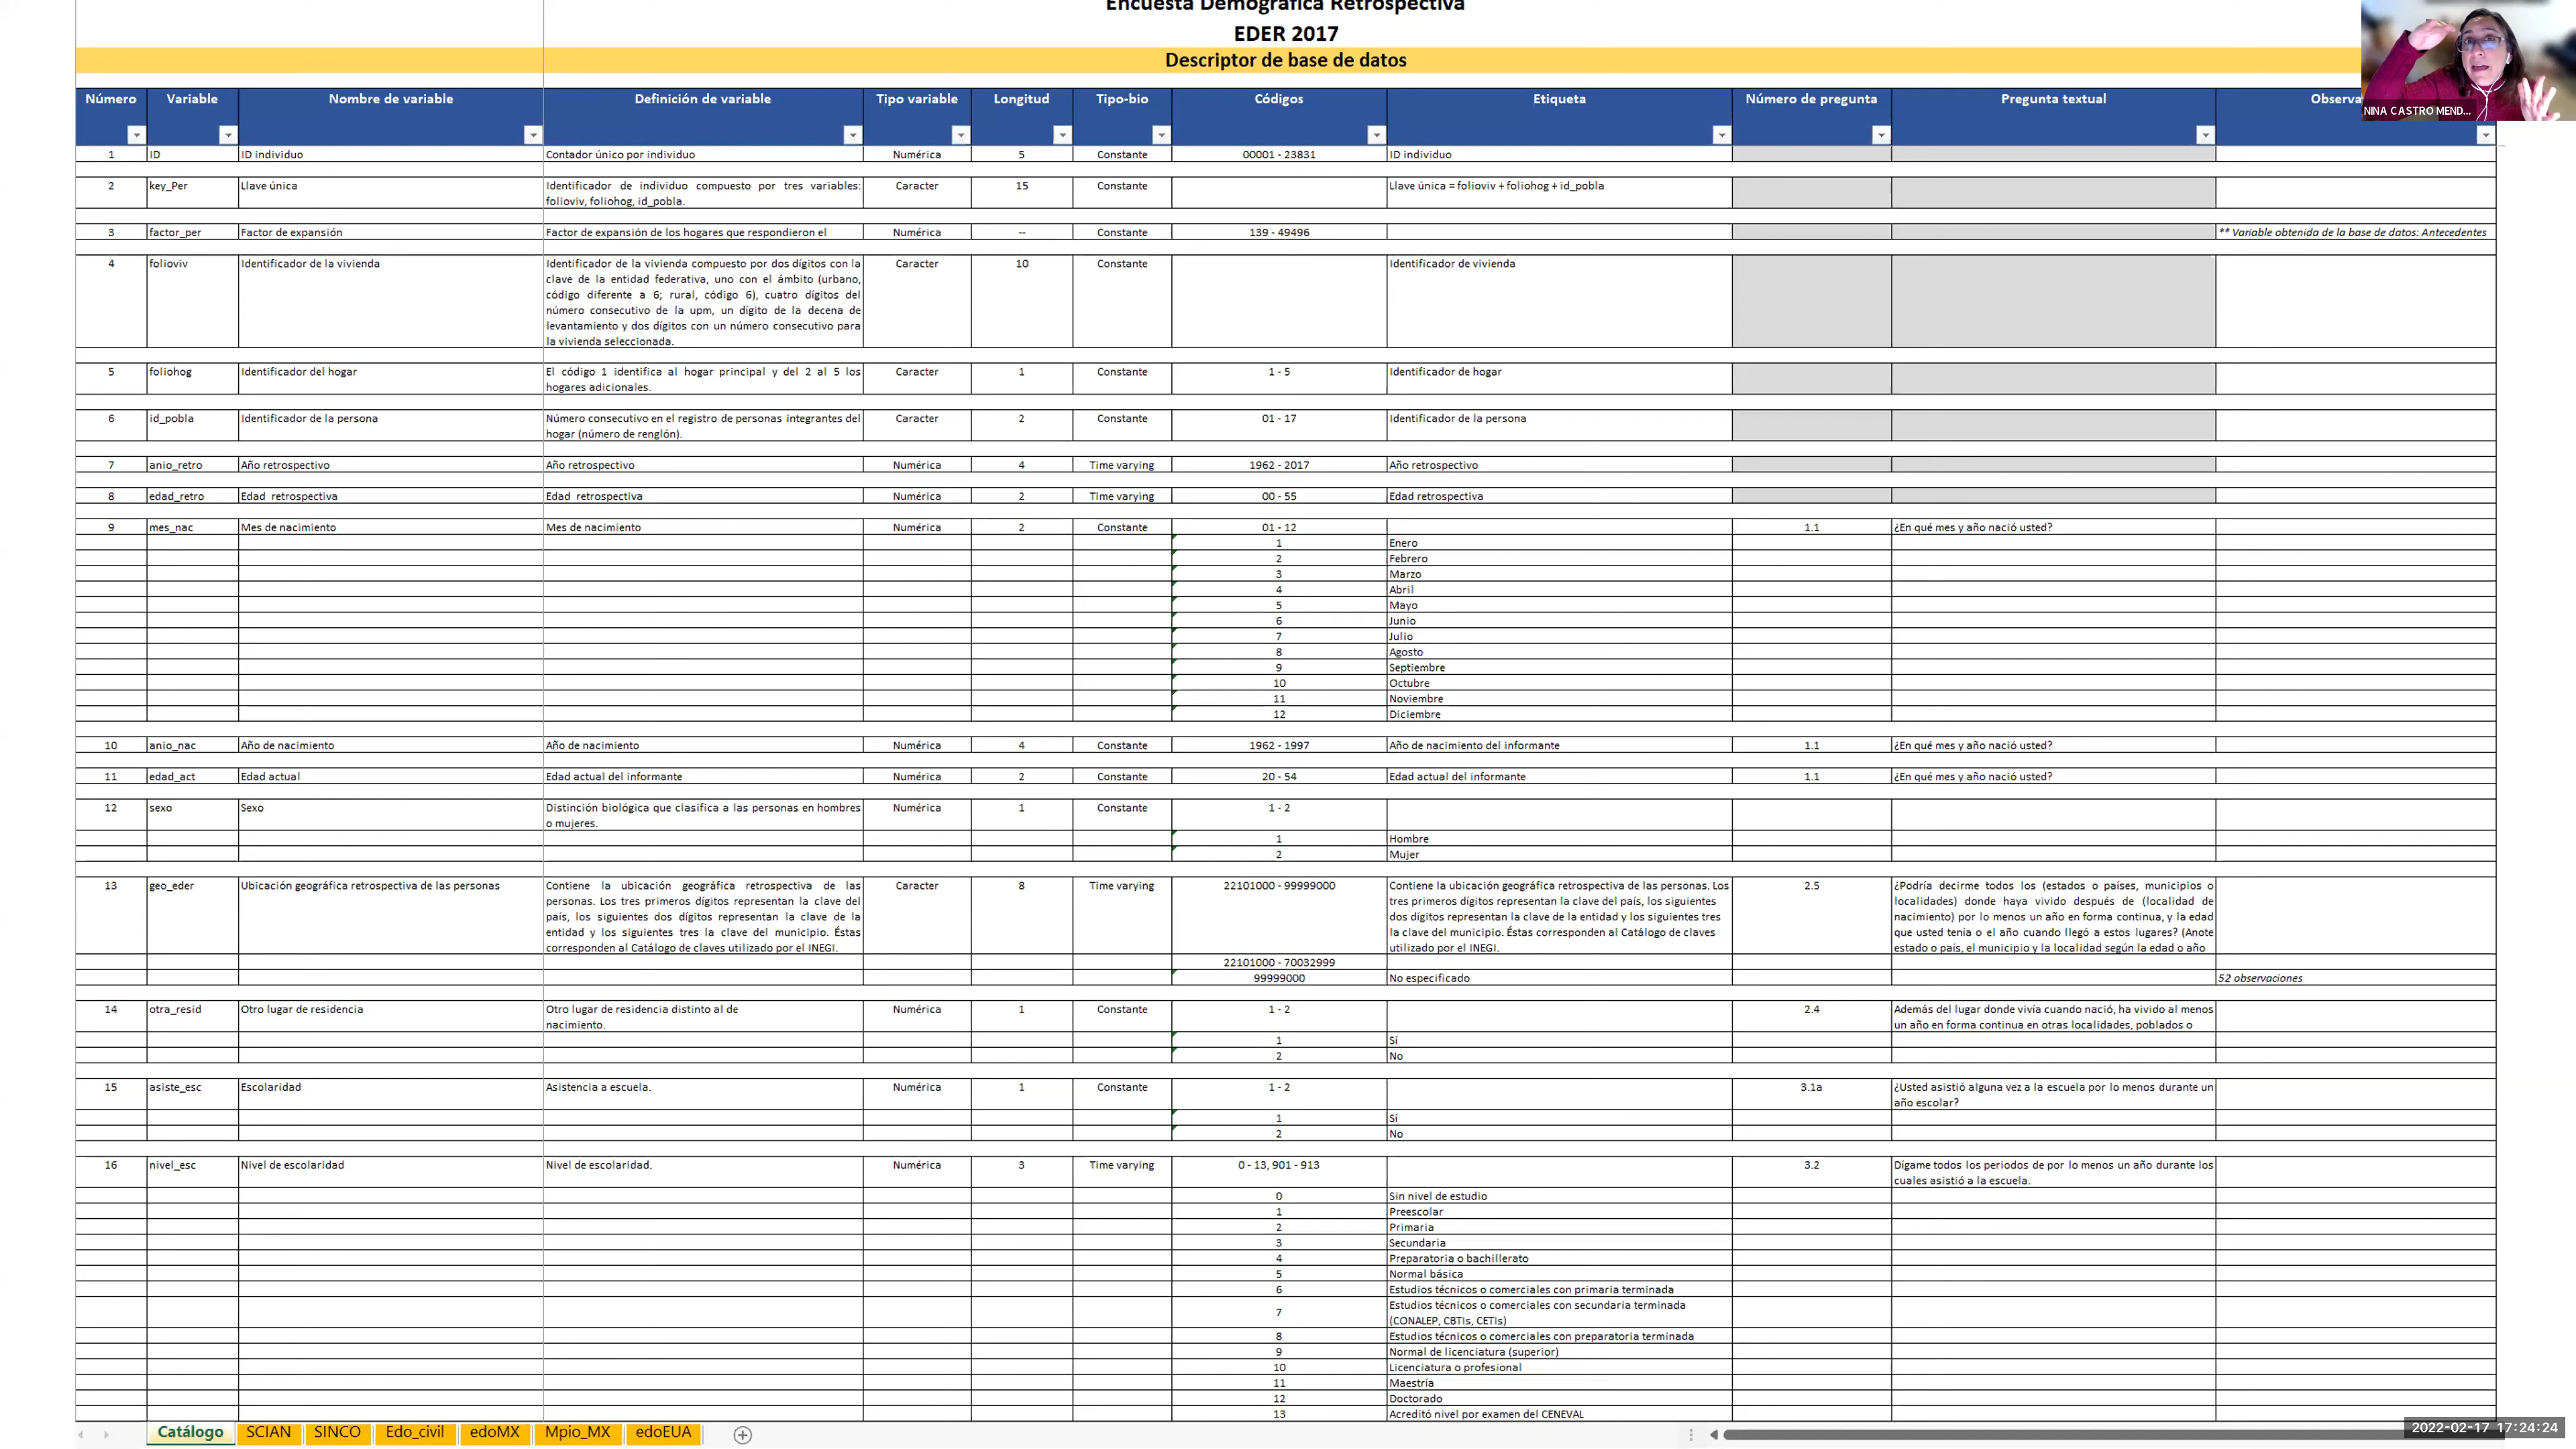 Encuesta Demográfica Retrospectiva
EDER 2017
Descriptor de base de datos
NINA CASTRO MEND...
Número Variable Nombre de variable Definición de variable Tipo variable Longitud Tipo-bio Códigos Etiqueta Número de pregunta Pregunta textual Observa
1 ID ID individuo Contador único por individuo Numérica 5 Constante 00001 - 23831 ID individuo
2 key_Per Llave única Identificador de individuo compuesto por tres variables: Caracter 15 Constante Llave única = folioviv + foliohog + id_pobla
folioviv, foliohog, id_pobla.
3 factor_per Factor de expansión Factor de expansión de los hogares que respondieron el Numérica -- Constante 139 - 49496 ** Variable obtenida de la base de datos: Antecedentes
4 folioviv Identificador de la vivienda Identificador de la vivienda compuesto por dos dígitos con la Caracter 10 Constante Identificador de vivienda
clave de la entidad federativa, uno con el ámbito (urbano,
código diferente a 6; rural, código 6), cuatro dígitos del
número consecutivo de la upm, un dígito de la decena de
levantamiento y dos dígitos con un número consecutivo para
la vivienda seleccionada.
5 foliohog Identificador del hogar El código 1 identifica al hogar principal y del 2 al 5 los Caracter 1 Constante 1 - 5 Identificador de hogar
hogares adicionales.
6 id_pobla Identificador de la persona Número consecutivo en el registro de personas integrantes del Caracter 2 Constante 01 - 17 Identificador de la persona
hogar (número de renglón).
7 anio_retro Año retrospectivo Año retrospectivo Numérica 4 Time varying 1962 - 2017 Año retrospectivo
8 edad_retro Edad retrospectiva Edad retrospectiva Numérica 2 Time varying 00 - 55 Edad retrospectiva
9 mes_nac Mes de nacimiento Mes de nacimiento Numérica 2 Constante 01 - 12 1.1 ¿En qué mes y año nació usted?
1 Enero
2 Febrero
3 Marzo
4 Abril
5 Mayo
6 Junio
7 Julio
8 Agosto
9 Septiembre
10 Octubre
11 Noviembre
12 Diciembre
10 anio_nac Año de nacimiento Año de nacimiento Numérica 4 Constante 1962 - 1997 Año de nacimiento del informante 1.1 ¿En qué mes y año nació usted?
11 edad_act Edad actual Edad actual del informante Numérica 2 Constante 20 - 54 Edad actual del informante 1.1 ¿En qué mes y año nació usted?
12 sexo Sexo Distinción biológica que clasifica a las personas en hombres Numérica 1 Constante 1 - 2
o mujeres.
1 Hombre
2 Mujer
13 geo_eder Ubicación geográfica retrospectiva de las personas Contiene la ubicación geográfica retrospectiva de las Caracter 8 Time varying 22101000 - 99999000 Contiene la ubicación geográfica retrospectiva de las personas. Los 2.5 ¿Podría decirme todos los (estados o países, municipios o
personas. Los tres primeros dígitos representan la clave del tres primeros dígitos representan la clave del país, los siguientes localidades) donde haya vivido después de (localidad de
país, los siguientes dos dígitos representan la clave de la dos dígitos representan la clave de la entidad y los siguientes tres nacimiento) por lo menos un año en forma continua, y la edad
entidad y los siguientes tres la clave del municipio. Éstas la clave del municipio. Éstas corresponden al Catálogo de claves que usted tenía o el año cuando llegó a estos lugares? (Anote
corresponden al Catálogo de claves utilizado por el INEGI. utilizado por el INEGI. estado o país, el municipio y la localidad según la edad o año
22101000 - 70032999
99999000 No especificado 52 observaciones
14 otra_resid Otro lugar de residencia Otro lugar de residencia distinto al de Numérica 1 Constante 1 - 2 2.4 Además del lugar donde vivía cuando nació, ha vivido al menos
nacimiento. un año en forma continua en otras localidades, poblados o
1 Sí
2 No
15 asiste_esc Escolaridad Asistencia a escuela. Numérica 1 Constante 1 - 2 3.1a ¿Usted asistió alguna vez a la escuela por lo menos durante un
año escolar?
1 Sí
2 No
16 nivel_esc Nivel de escolaridad Nivel de escolaridad. Numérica 3 Time varying 0 - 13, 901 - 913 3.2 Dígame todos los periodos de por lo menos un año durante los
cuales asistió a la escuela.
0 Sin nivel de estudio
1 Preescolar
2 Primaria
3 Secundaria
4 Preparatoria o bachillerato
5 Normal básica
6 Estudios técnicos o comerciales con primaria terminada
7 Estudios técnicos o comerciales con secundaria terminada
(CONALEP, CBTIs, CETIs)
8 Estudios técnicos o comerciales con preparatoria terminada
9 Normal de licenciatura (superior)
10 Licenciatura o profesional
11 Maestría
12 Doctorado
13 Acreditó nivel por examen del CENEVAL
Catálogo SCIAN SINCO Edo_civil edoMX Mpio_MX edoEUA
2022-02-17 17:24:24